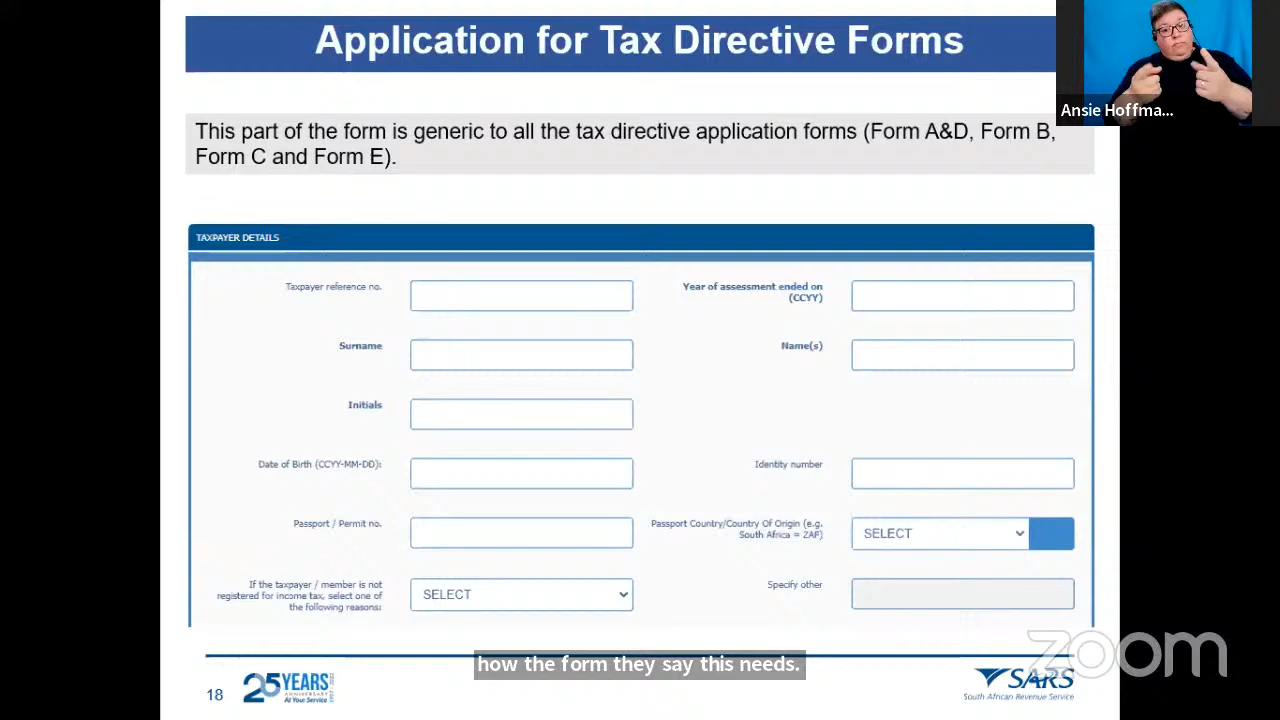 Application for Tax Directive Forms
Ansie Hoffma...
This part of the form is generic to all the tax directive application forms (Form A&D, Form B,
Form C and Form E).
TAXPAYER DETAILS
Taxpayer reference no.
Year of assessment ended on
(CCYY)
Surname
Name(s)
Initials
Date of Birth (CCYY-MM-DD):
Identity number
Passport / Permit no.
Passport Country/Country Of Origin (e.g.
South Africa = ZAF)
SELECT
If the taxpayer / member is not
registered for income tax, select one of
the following reasons:
SELECT
Specify other
how the form they say this needs.
zoom
18
25 YEARS
ANNIVERSARY
At Your Service
SARS
South African Revenue Service